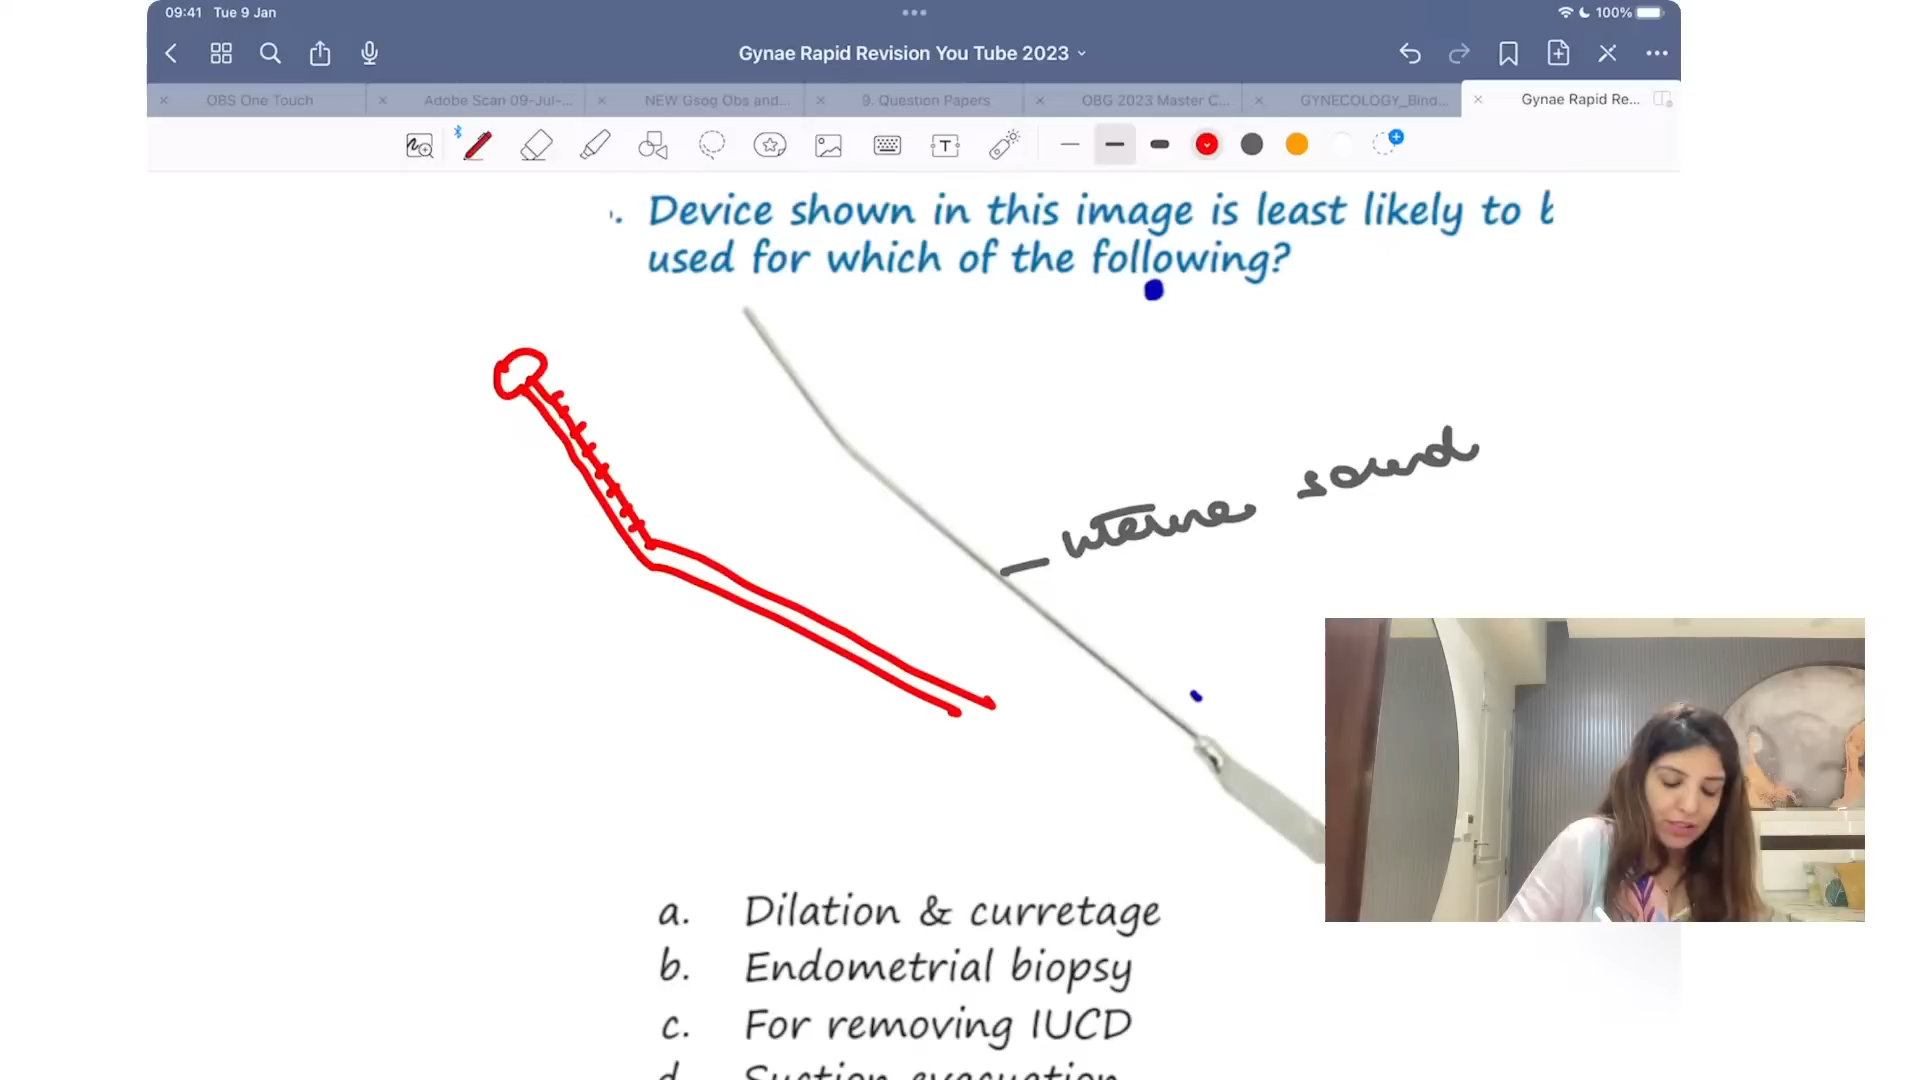 09:41 Tue 9 Jan
100%
Gynae Rapid Revision You Tube 2023
OBS One Touch
Adobe Scan 09-Jul-...
NEW Gsog Obs and...
9. Question Papers
OBG 2023 Master C...
GYNECOLOGY_Bind...
Gynae Rapid Re...
Device shown in this image is least likely to
used for which of the following?
uterine sound
a. Dilation & curretage
b. Endometrial biopsy
c. For removing IUCD
d. Suction evacuation